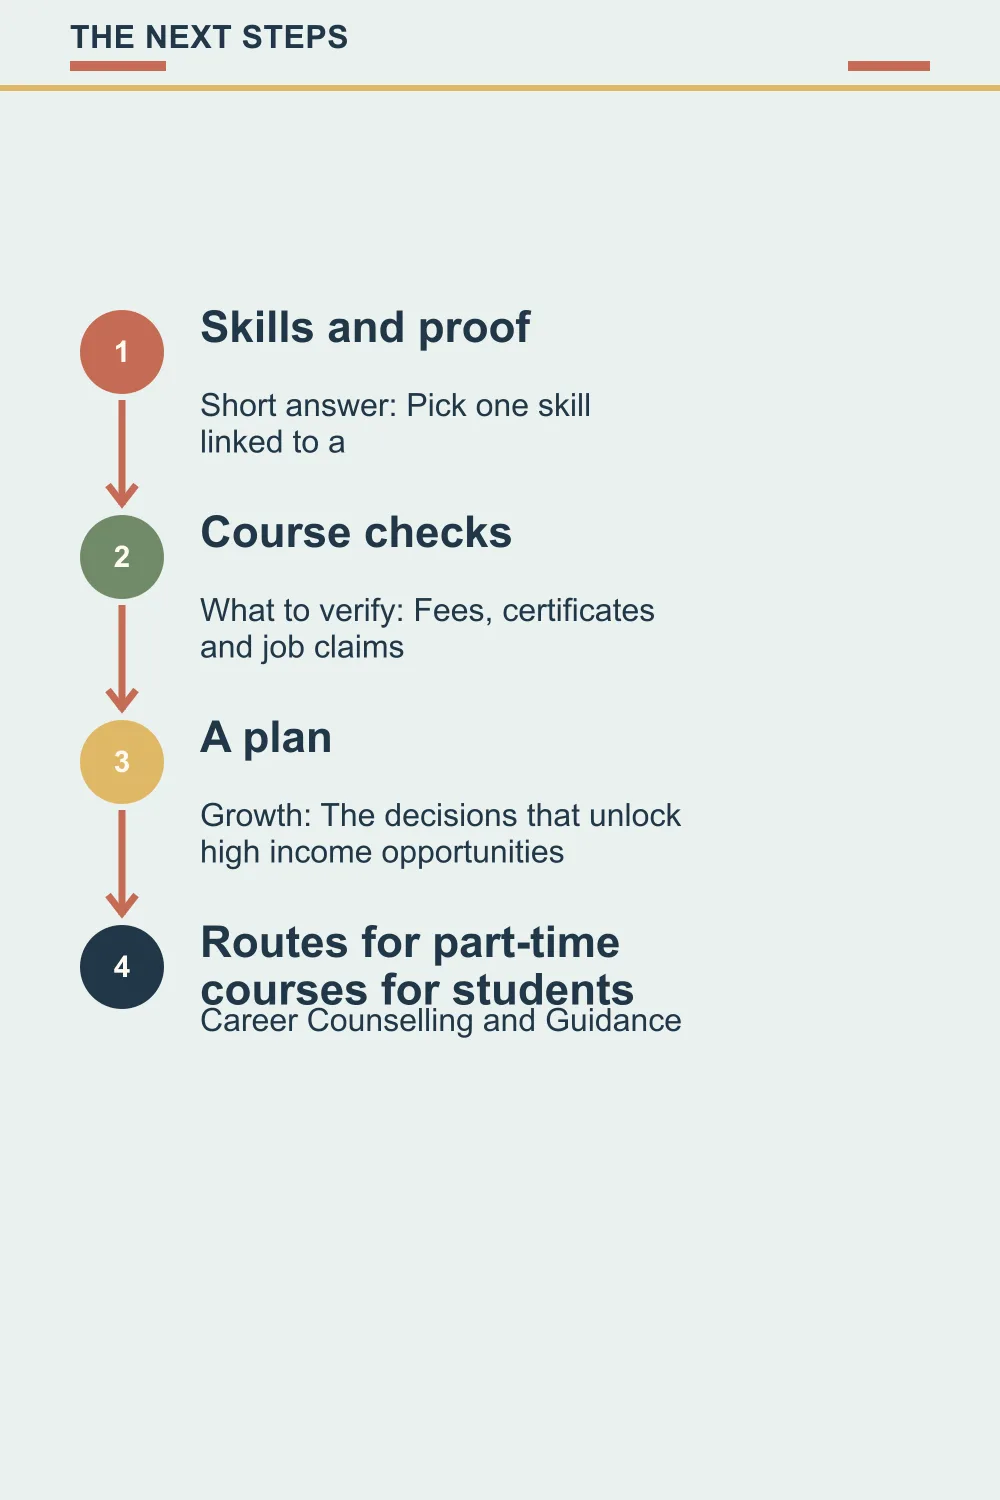 THE NEXT STEPS
1
Skills and proof
Short answer: Pick one skill
linked to a
2
Course checks
What to verify: Fees, certificates
and job claims
3
A plan
Growth: The decisions that unlock
high income opportunities
4
Routes for part-time
courses for students
Career Counselling and Guidance